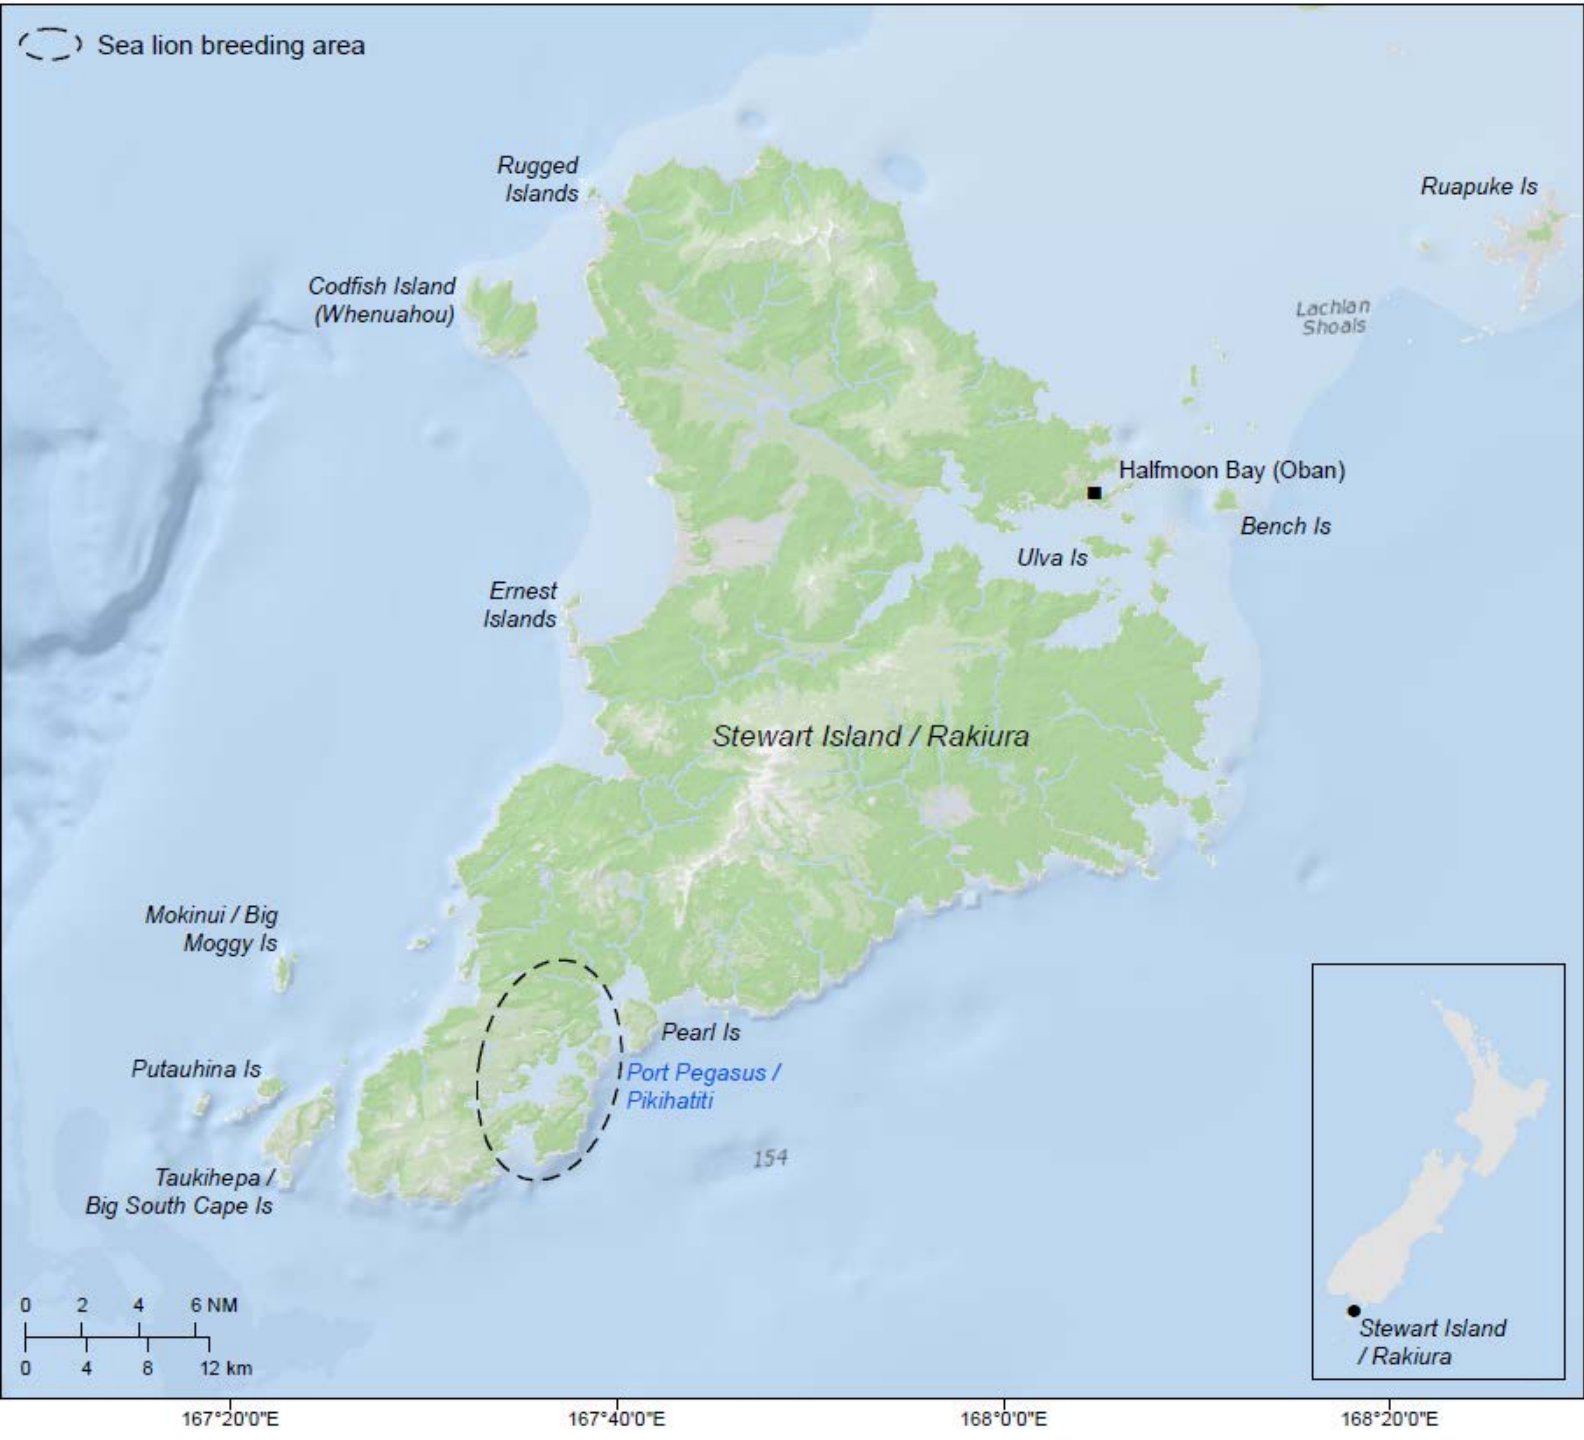 Sea lion breeding area
Rugged
Islands
Ruapuke Is
Codfish Island
(Whenuahou)
Lachlan
Shoals
Halfmoon Bay (Oban)
Bench Is
Ulva Is
Ernest
Islands
Stewart Island / Rakiura
Mokinui / Big
Moggy Is
Pearl Is
Putauhina Is
Port Pegasus /
Pikihatiti
154
Taukihepa /
Big South Cape Is
0 2 4 6 NM
0 4 8 12 km
Stewart Island
/ Rakiura
167°20'0"E 167°40'0"E 168°0'0"E 168°20'0"E